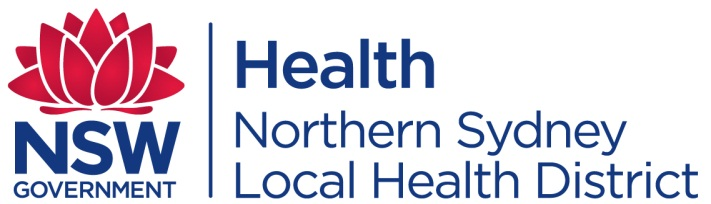 NSW
GOVERNMENT
Health
Northern Sydney
Local Health District